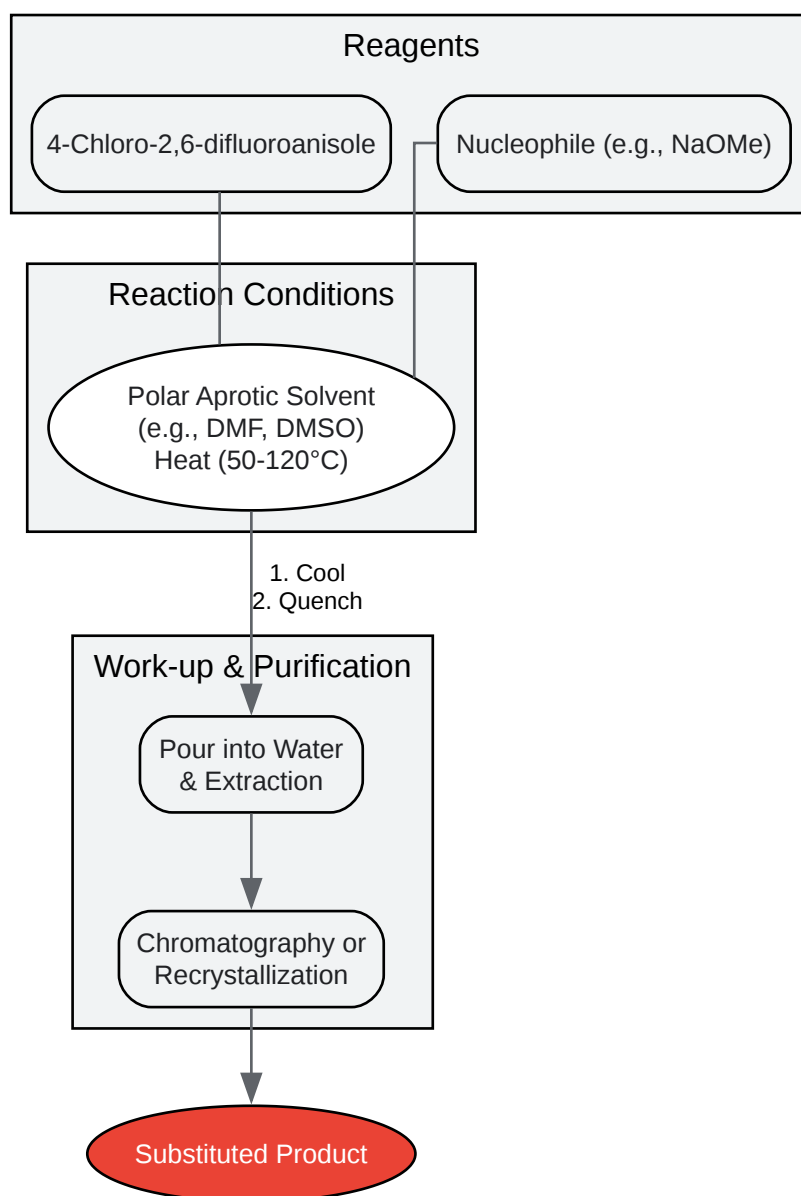 Reagents
4-Chloro-2,6-difluoroanisole
Nucleophile (e.g., NaOMe)
Reaction Conditions
Polar Aprotic Solvent
(e.g., DMF, DMSO)
Heat (50-120°C)
1. Cool
2. Quench
Work-up & Purification
Pour into Water
& Extraction
Chromatography or
Recrystallization
Substituted Product